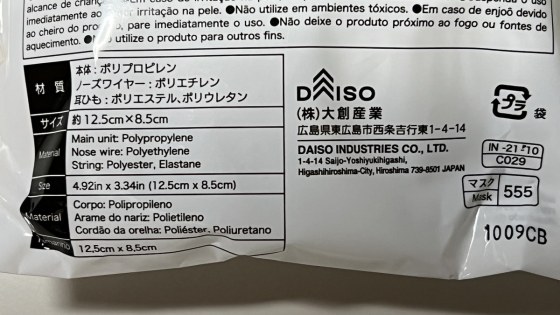 alcance de crianç
imediatamente ao irritação na pele. ●Não utilize em ambientes tóxicos. ●Em caso de enjoô devido
ao cheiro do produto, pare imediatamente o uso. ●Não deixe o produto próximo ao fogo ou fontes de
aquecimento. ● utilize o produto para outros fins.
材質
本体:ポリプロピレン
ノーズワイヤー:ポリエチレン
耳ひも:ポリエステル、ポリウレタン
サイズ 約12.5cm×8.5cm
Material
Main unit: Polypropylene
Nose wire: Polyethylene
String: Polyester, Elastane
Size 4.92in x 3.34in (12.5cm x 8.5cm)
Material
Corpo: Polipropileno
Arame do nariz: Polietileno
Cordão da orelha: Poliéster, Poliuretano
12,5cm x 8,5cm
DAISO
(株)大創産業
広島県東広島市西条吉行東1-4-14
DAISO INDUSTRIES CO., LTD.
1-4-14 Saijo-Yoshiyukihigashi,
Higashihiroshima-City, Hiroshima 739-8501 JAPAN
プラ 袋
IN -21 10
C029
マスク
Mask
555
1009CB